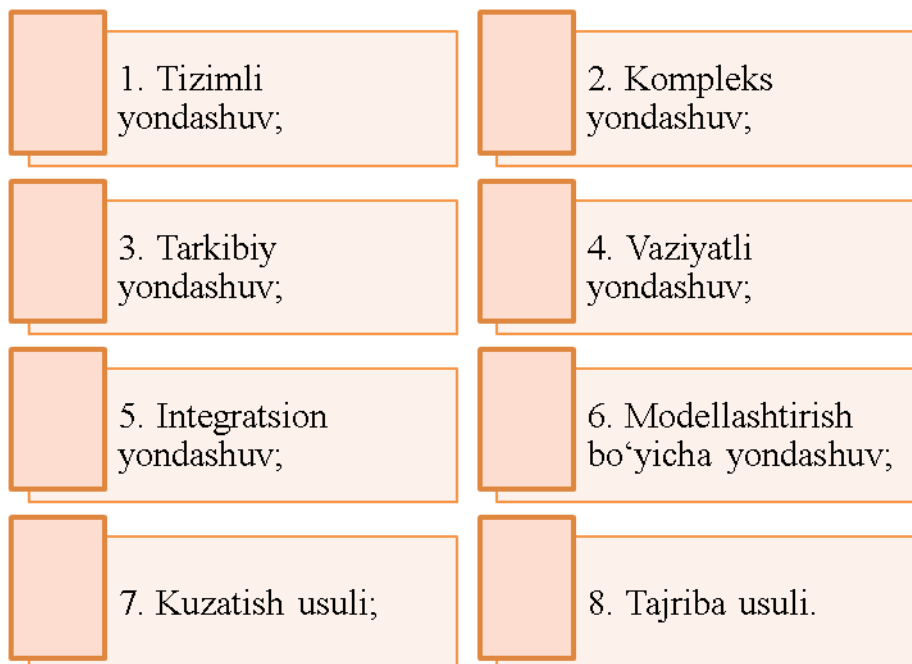 1. Tizimli
yondashuv;
2. Kompleks
yondashuv;
3. Tarkibiy
yondashuv;
4. Vaziyatli
yondashuv;
5. Integratsion
yondashuv;
6. Modellashtirish
bo‘yicha yondashuv;
7. Kuzatish usuli;
8. Tajriba usuli.